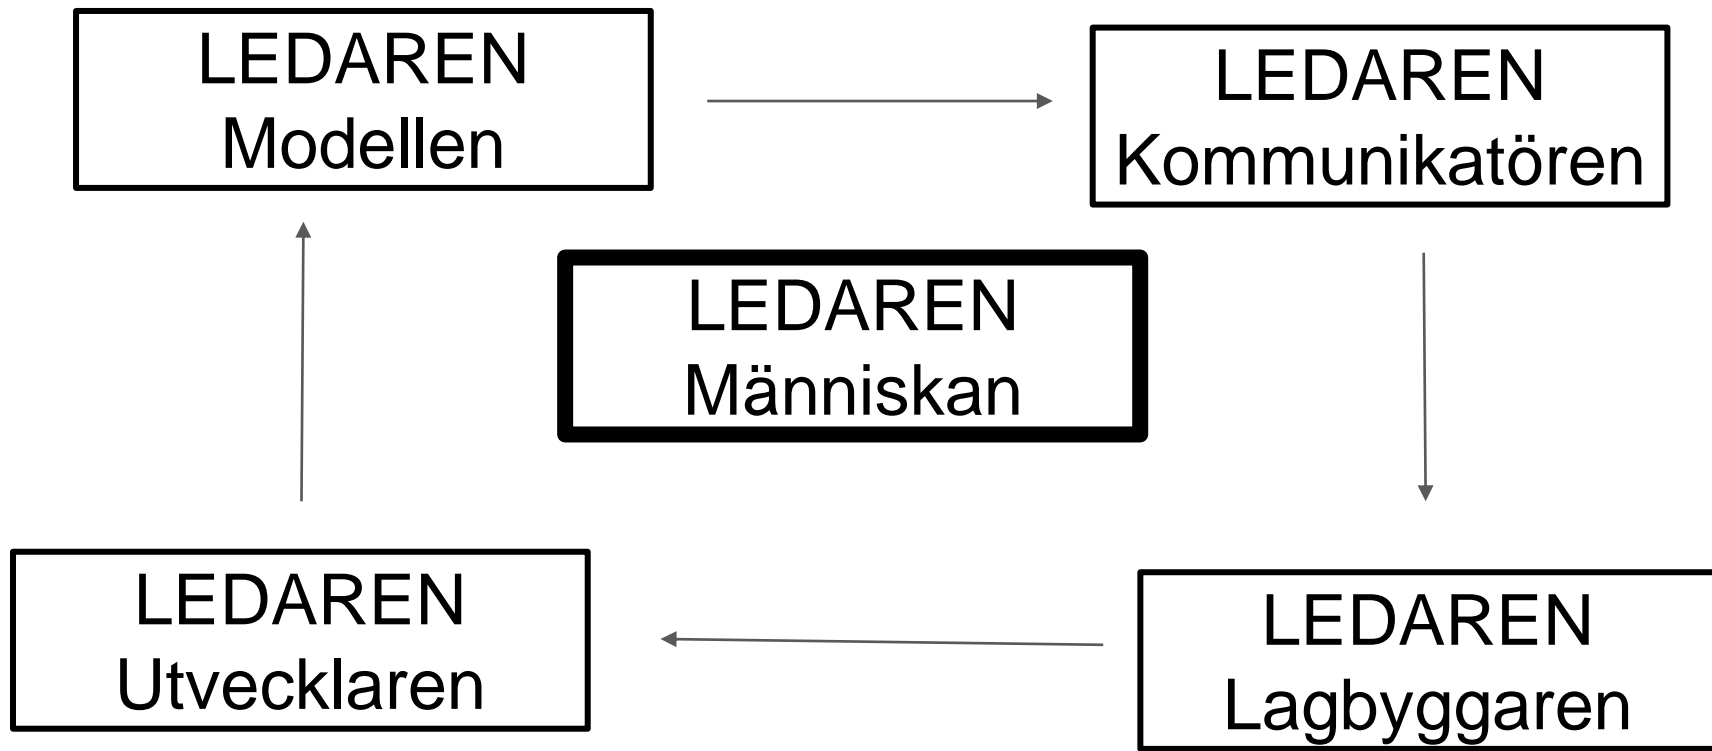 LEDAREN
Modellen
LEDAREN
Kommunikatören
LEDAREN
Människan
LEDAREN
Utvecklaren
LEDAREN
Lagbyggaren